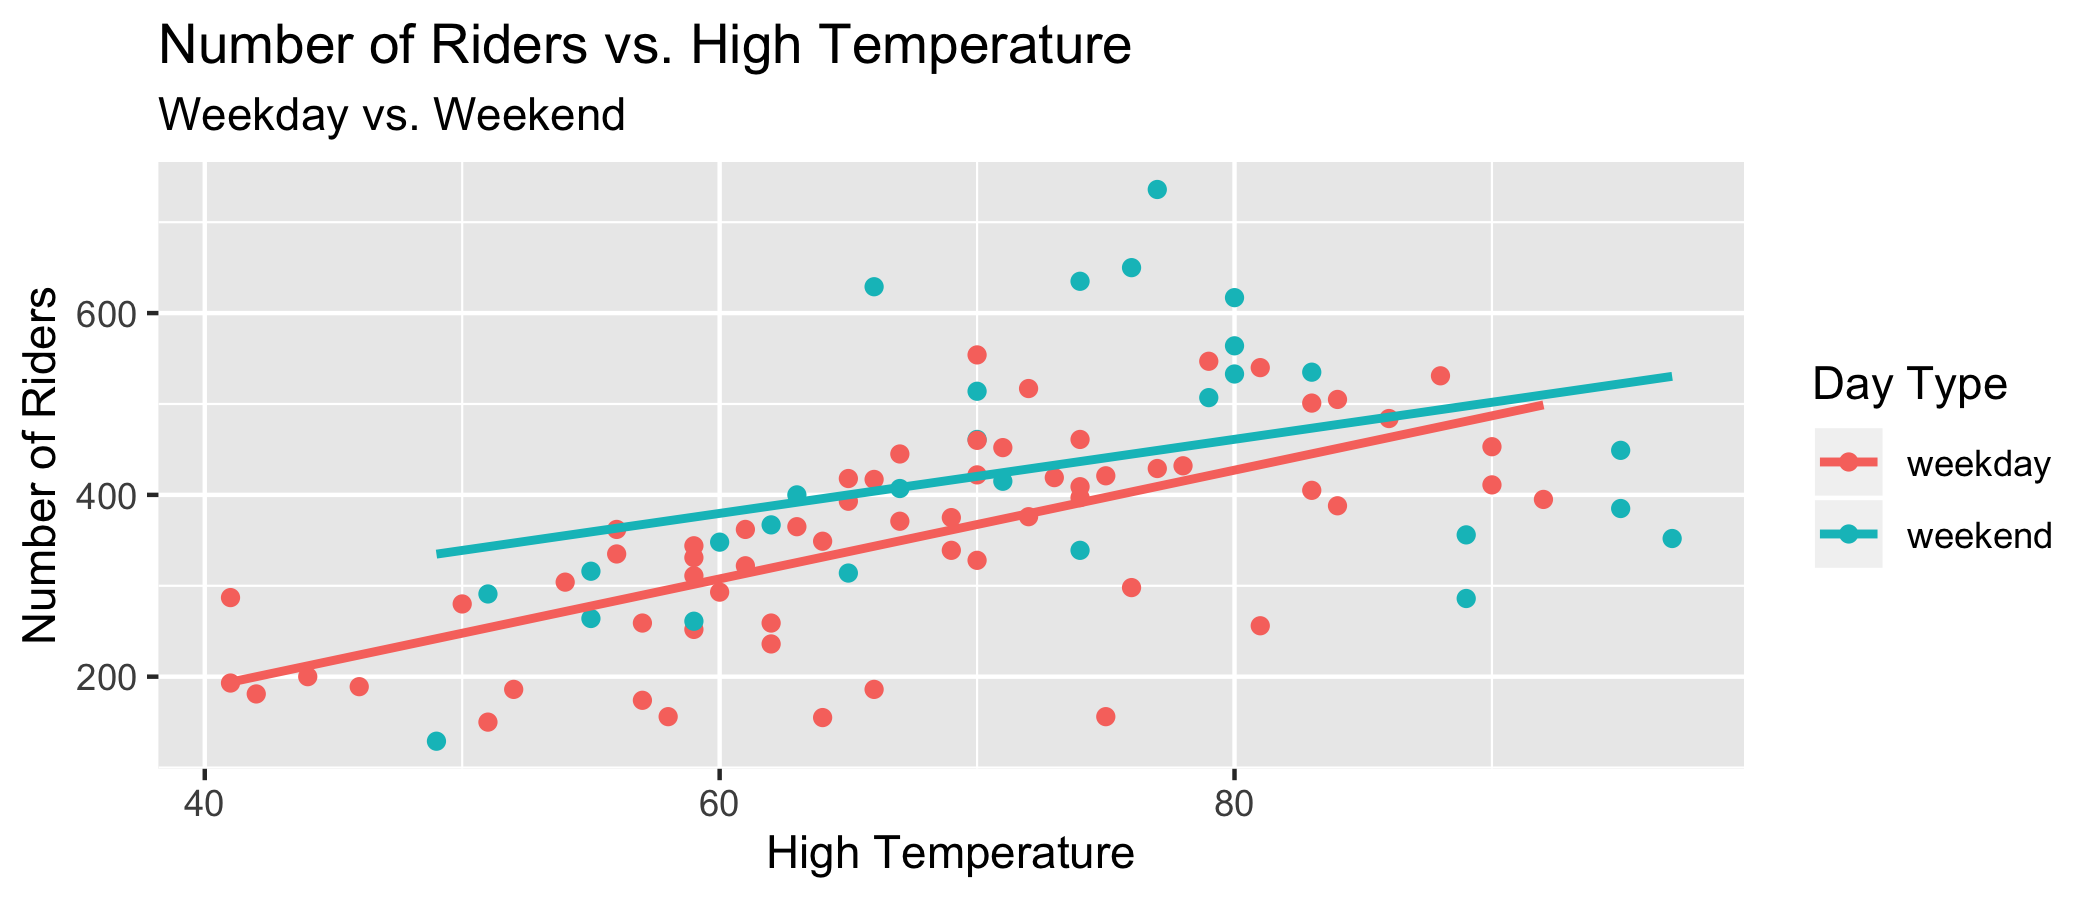 Number of Riders vs. High Temperature
Weekday vs. Weekend
Number of Riders
600
400
200
40
60
80
High Temperature
Day Type
weekday
weekend